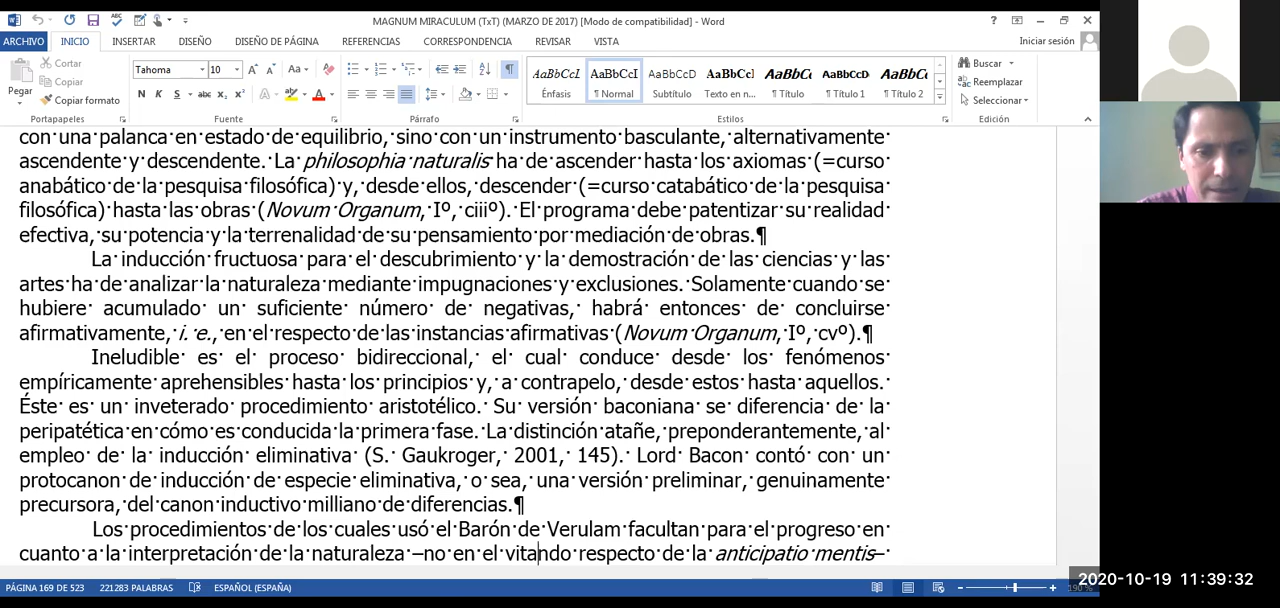 MAGNUM MIRACULUM (TxT) (MARZO DE 2017) [Modo de compatibilidad] - Word
ARCHIVO INICIO INSERTAR DISEÑO DISEÑO DE PÁGINA REFERENCIAS CORRESPONDENCIA REVISAR VISTA Iniciar sesión
Pegar Cortar Copiar Copiar formato
Tahoma 10 Aa
N K S abc x₂ x² A A
AaBbCcI AaBbCcI AaBbCcD AaBbCcI AaBbCc AaBbCcD AaBbCc
Énfasis ¶ Normal Subtítulo Texto en n... ¶ Título ¶ Título 1 ¶ Título 2
Buscar
Reemplazar
Seleccionar
Portapapeles Fuente Párrafo Estilos Edición
con una palanca en estado de equilibrio, sino con un instrumento basculante, alternativamente
ascendente y descendente. La philosophia naturalis ha de ascender hasta los axiomas (=curso
anabático de la pesquisa filosófica) y, desde ellos, descender (=curso catabático de la pesquisa
filosófica) hasta las obras (Novum Organum, Iº, ciiiº). El programa debe patentizar su realidad
efectiva, su potencia y la terrenalidad de su pensamiento por mediación de obras.¶
La inducción fructuosa para el descubrimiento y la demostración de las ciencias y las
artes ha de analizar la naturaleza mediante impugnaciones y exclusiones. Solamente cuando se
hubiere acumulado un suficiente número de negativas, habrá entonces de concluirse
afirmativamente, i. e., en el respecto de las instancias afirmativas (Novum Organum, Iº, cvº).¶
Ineludible es el proceso bidireccional, el cual conduce desde los fenómenos
empíricamente aprehensibles hasta los principios y, a contrapelo, desde estos hasta aquellos.
Éste es un inveterado procedimiento aristotélico. Su versión baconiana se diferencia de la
peripatética en cómo es conducida la primera fase. La distinción atañe, preponderantemente, al
empleo de la inducción eliminativa (S. Gaukroger, 2001, 145). Lord Bacon contó con un
protocanon de inducción de especie eliminativa, o sea, una versión preliminar, genuinamente
precursora, del canon inductivo milliano de diferencias.¶
Los procedimientos de los cuales usó el Barón de Verulam facultan para el progreso en
cuanto a la interpretación de la naturaleza –no en el vitando respecto de la anticipatio mentis–
PÁGINA 169 DE 523 221283 PALABRAS ESPAÑOL (ESPAÑA) 190 %
2020-10-19 11:39:32